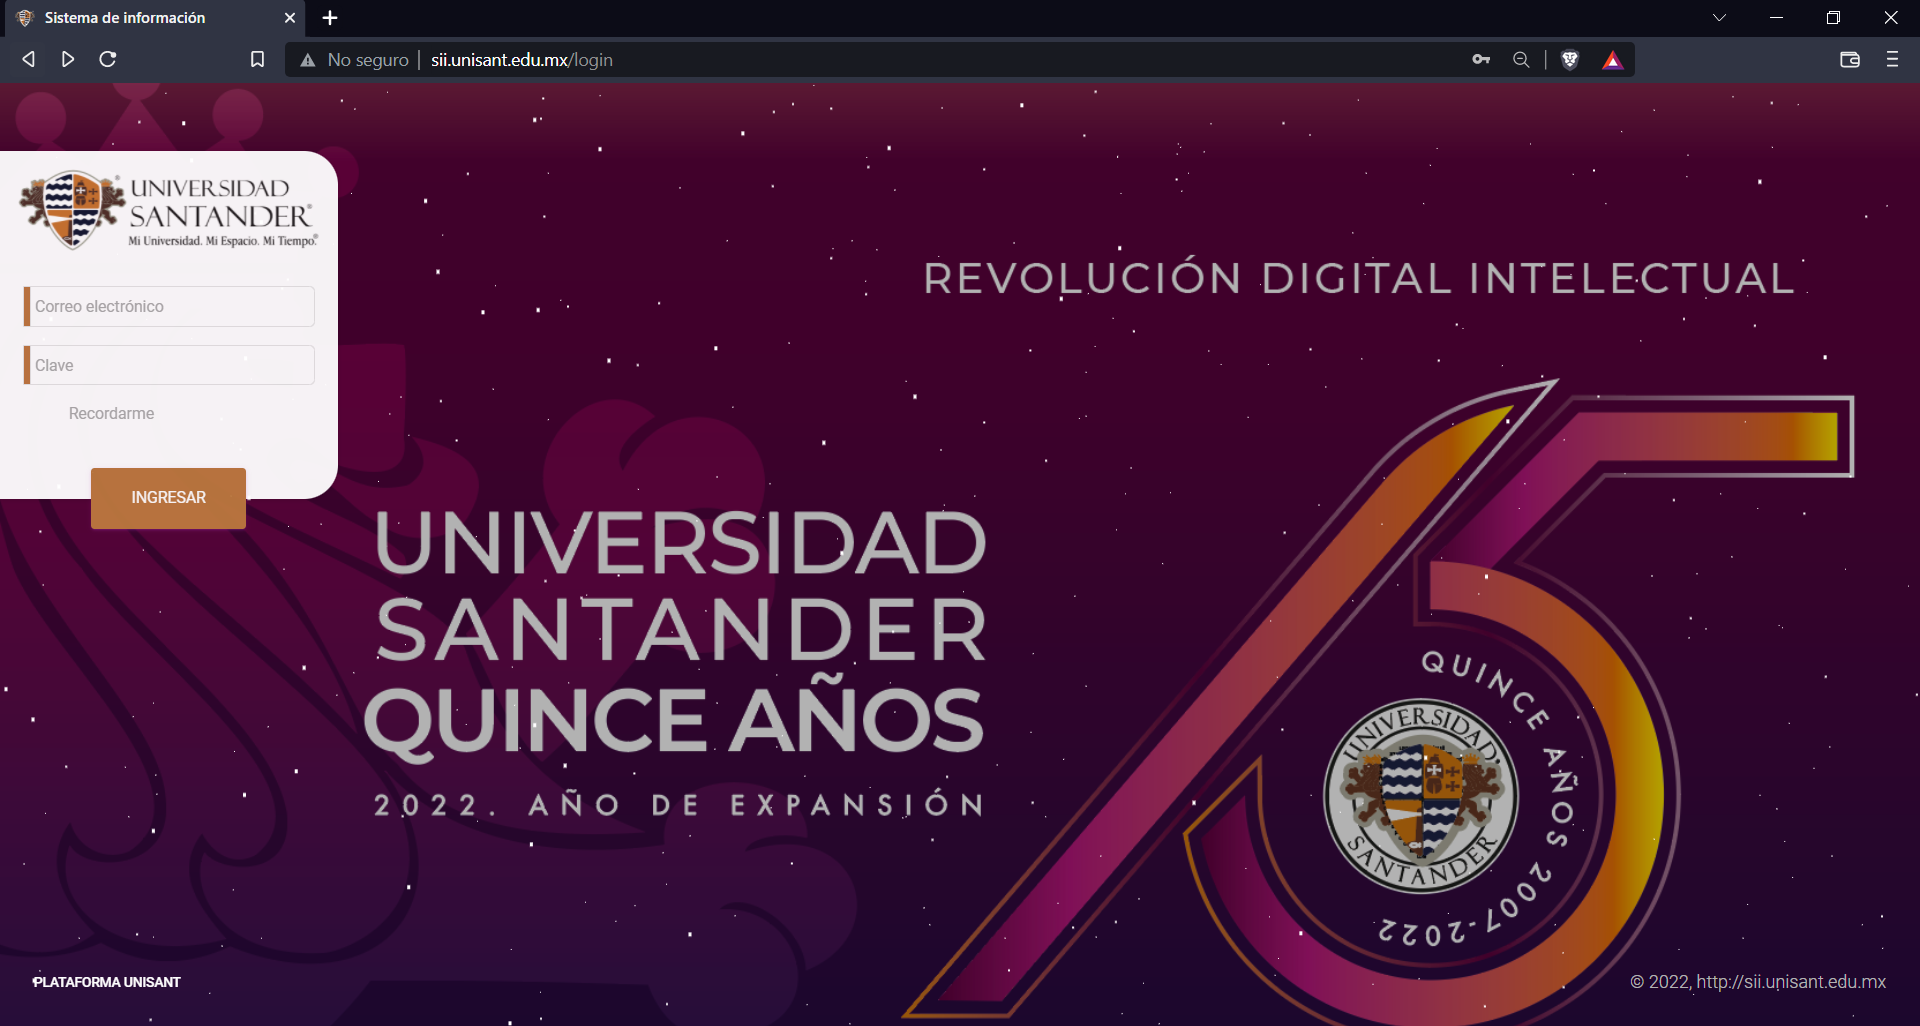 Sistema de información
No seguro
sii.unisant.edu.mx/login
UNIVERSIDAD
SANTANDER®
Mi Universidad. Mi Espacio. Mi Tiempo.®
Correo electrónico
Clave
Recordarme
INGRESAR
REVOLUCIÓN DIGITAL INTELECTUAL
UNIVERSIDAD
SANTANDER
QUINCE AÑOS
2022. AÑO DE EXPANSIÓN
QUINCE AÑOS 2007-2022
UNIVERSIDAD
SANTANDER
PLATAFORMA UNISANT
© 2022, http://sii.unisant.edu.mx